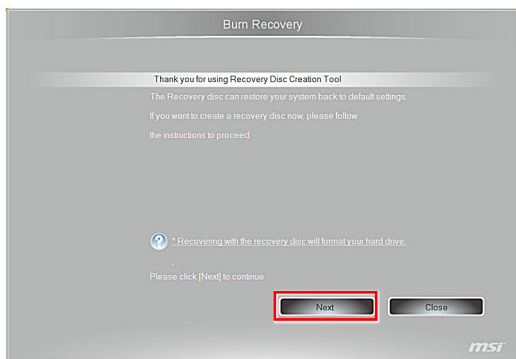 Burn Recovery
Thank you for using Recovery Disc Creation Tool
The Recovery disc can restore your system back to default settings.
If you want to create a recovery disc now, please follow
the instructions to proceed.
* Recovering with the recovery disc will format your hard drive.
.
Please click [Next] to continue
Next Close
msi